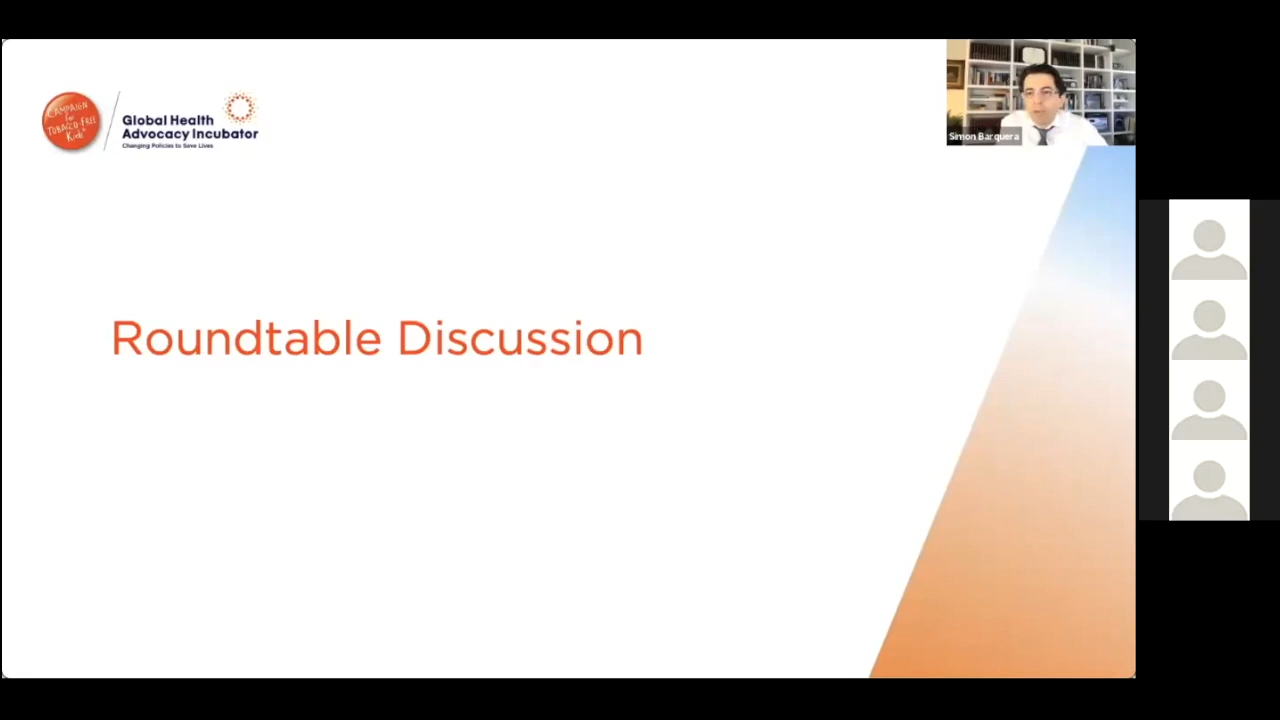 CAMPAIGN
for
TOBACCO-FREE
Kids
Global Health
Advocacy Incubator
Changing Policies to Save Lives
Simon Barquera
Roundtable Discussion